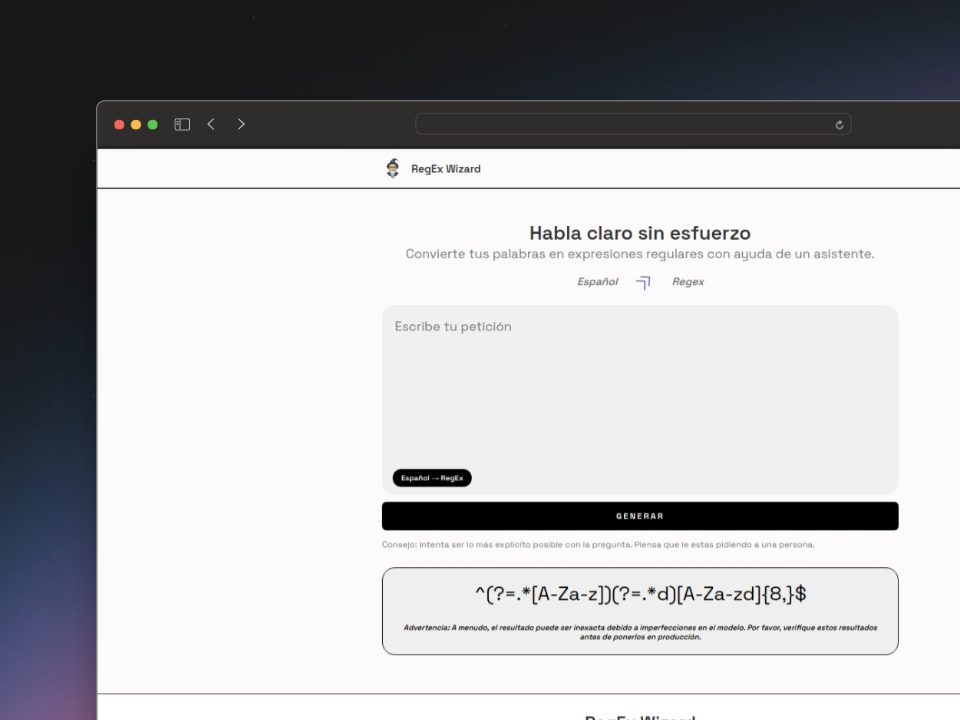 RegEx Wizard
Habla claro sin esfuerzo
Convierte tus palabras en expresiones regulares con ayuda de un asistente.
Español Regex
Escribe tu petición
Español → RegEx
GENERAR
Consejo: Intenta ser lo más explícito posible con la pregunta. Piensa que le estas pidiendo a una persona.
^(?=.*[A-Za-z])(?=.*d)[A-Za-zd]{8,}$
Advertencia: A menudo, el resultado puede ser inexacta debido a imperfecciones en el modelo. Por favor, verifique estos resultados
antes de ponerlos en producción.
RegEx Wizard